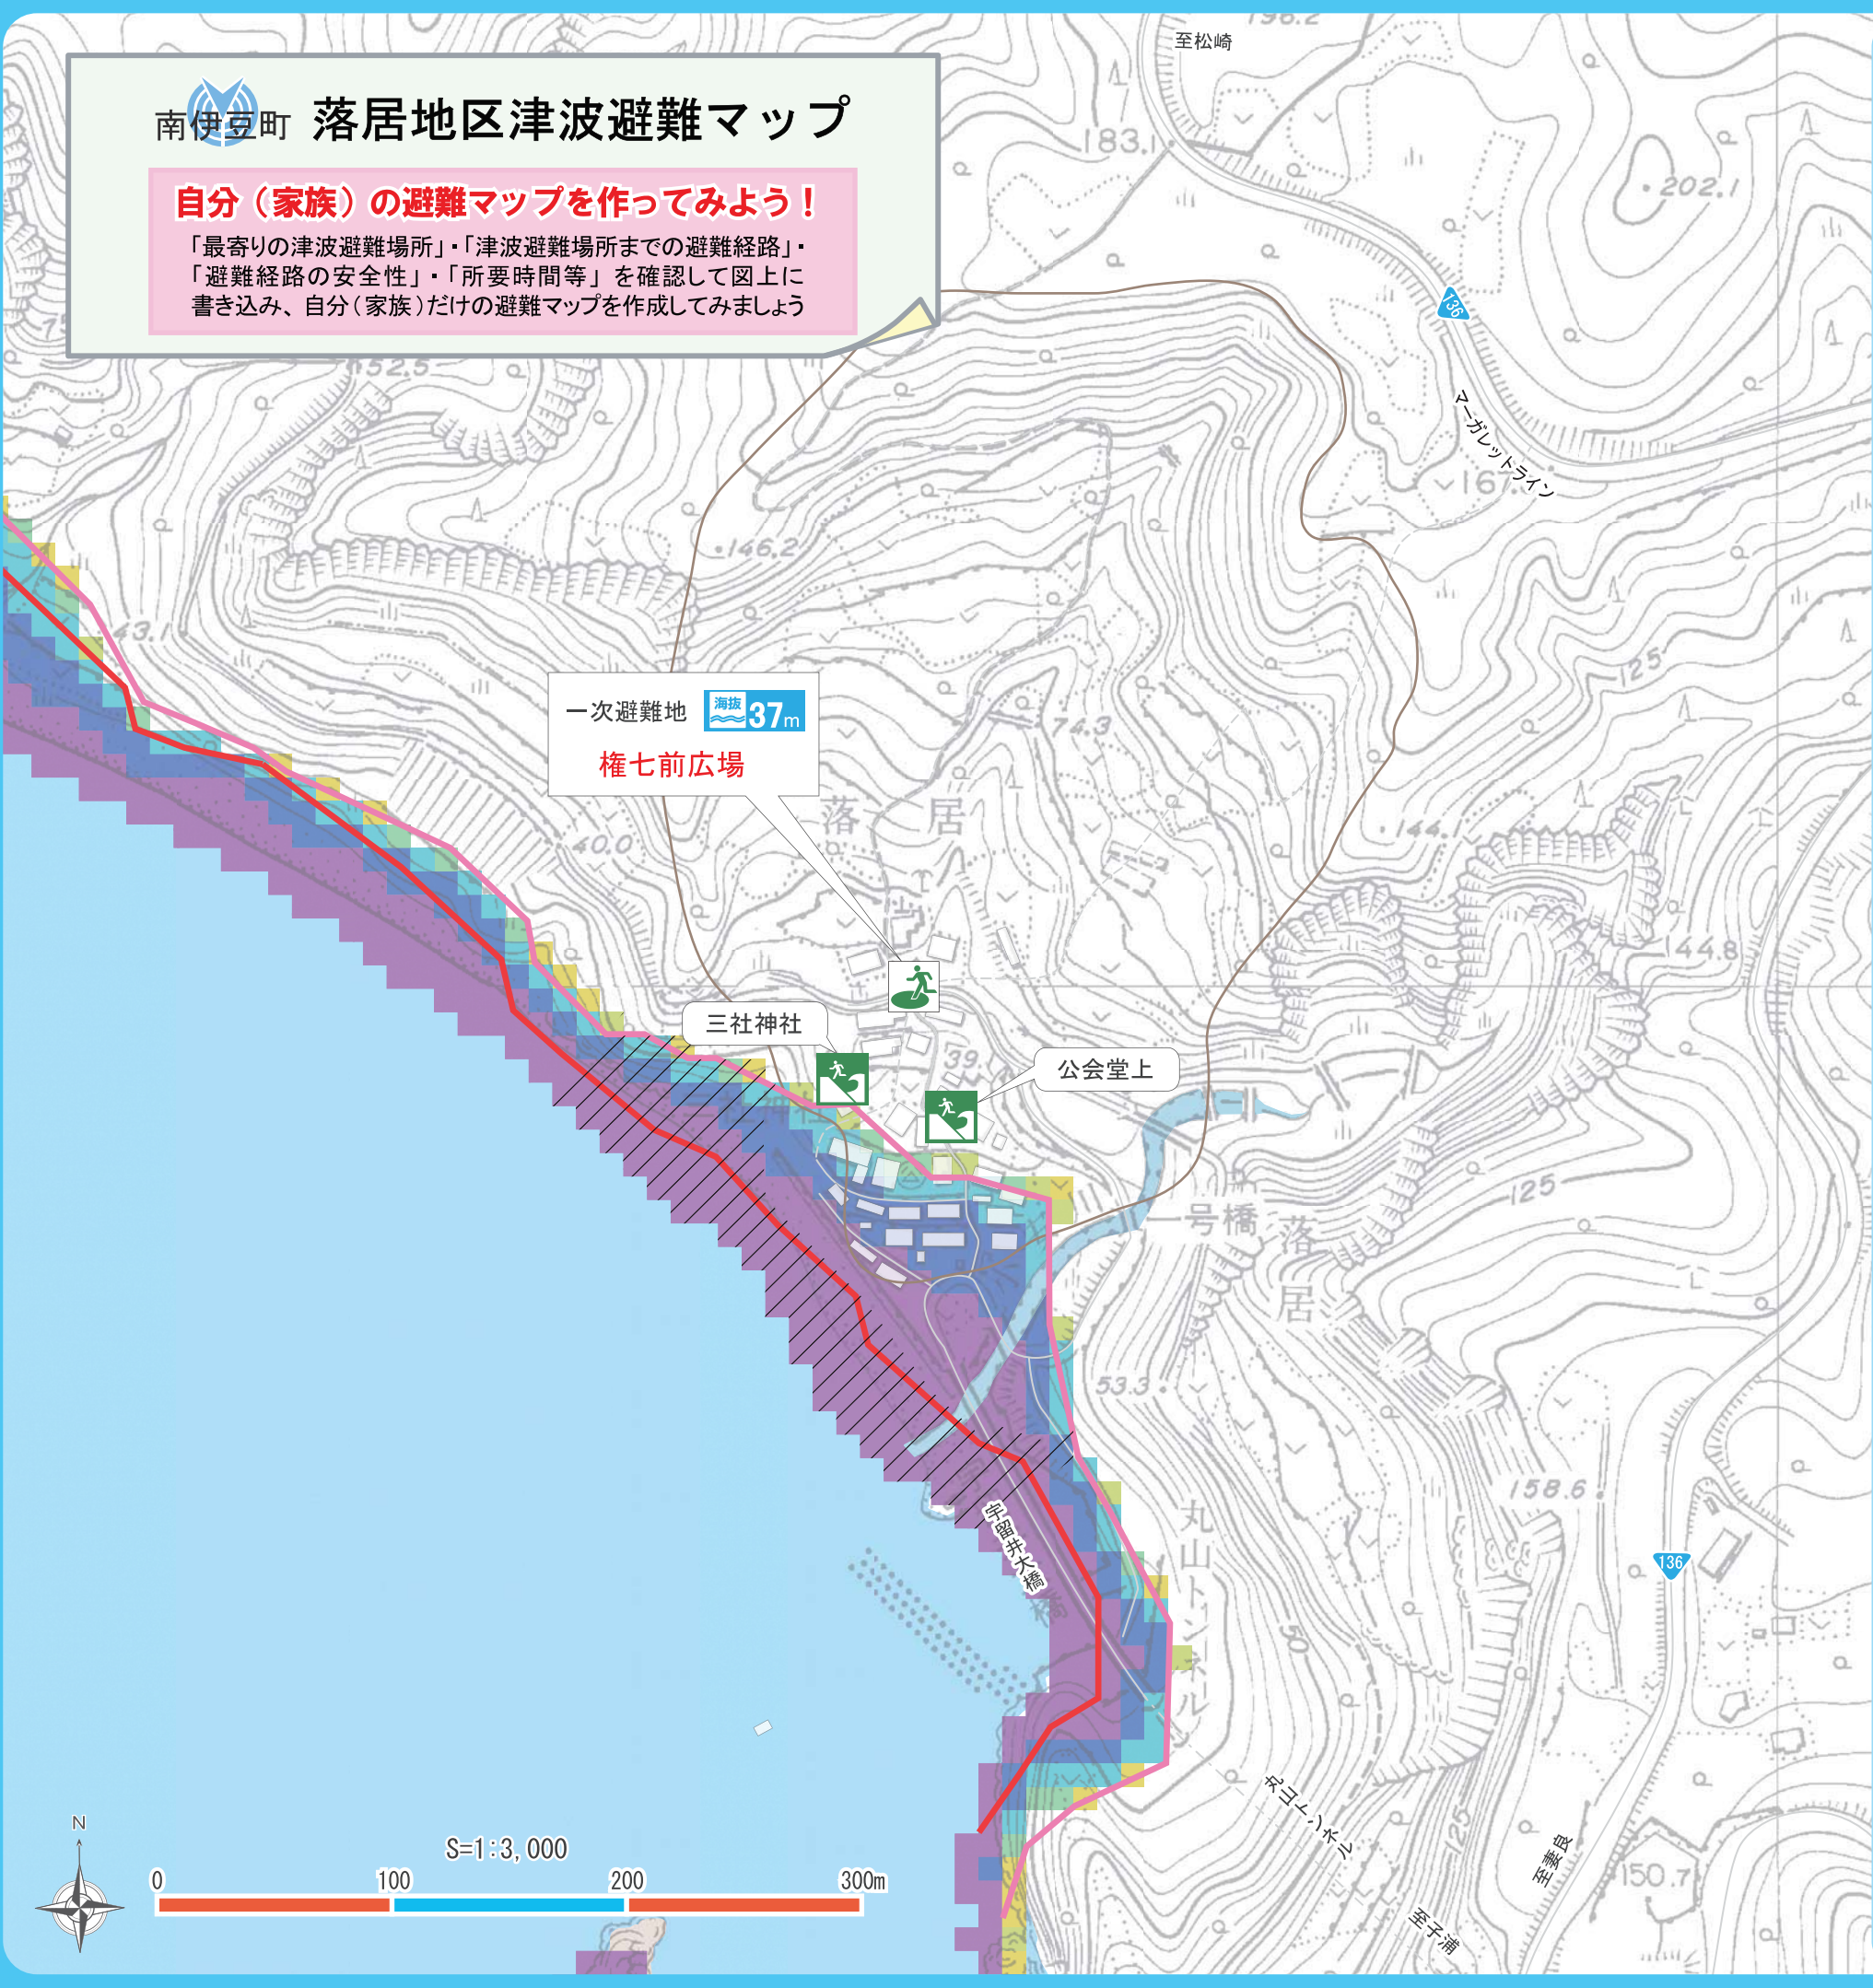 196.2
至松崎
南伊豆町 落居地区津波避難マップ
自分（家族）の避難マップを作ってみよう！
「最寄りの津波避難場所」・「津波避難場所までの避難経路」・
「避難経路の安全性」・「所要時間等」を確認して図上に
書き込み、自分（家族）だけの避難マップを作成してみましょう
183.1
202.1
136
152.5
マーガレットライン
167
146.2
43.1
125
一次避難地 海抜 37m
権七前広場
74.3
落居
144.1
40.0
144.8
三社神社
39
公会堂上
125
一号橋
落居
53.3
158.6
宇留井大橋
橋
丸山トンネル
136
50
丸山トンネル
125
至妻良
150.7
至子浦
N
S=1:3,000
0 100 200 300m